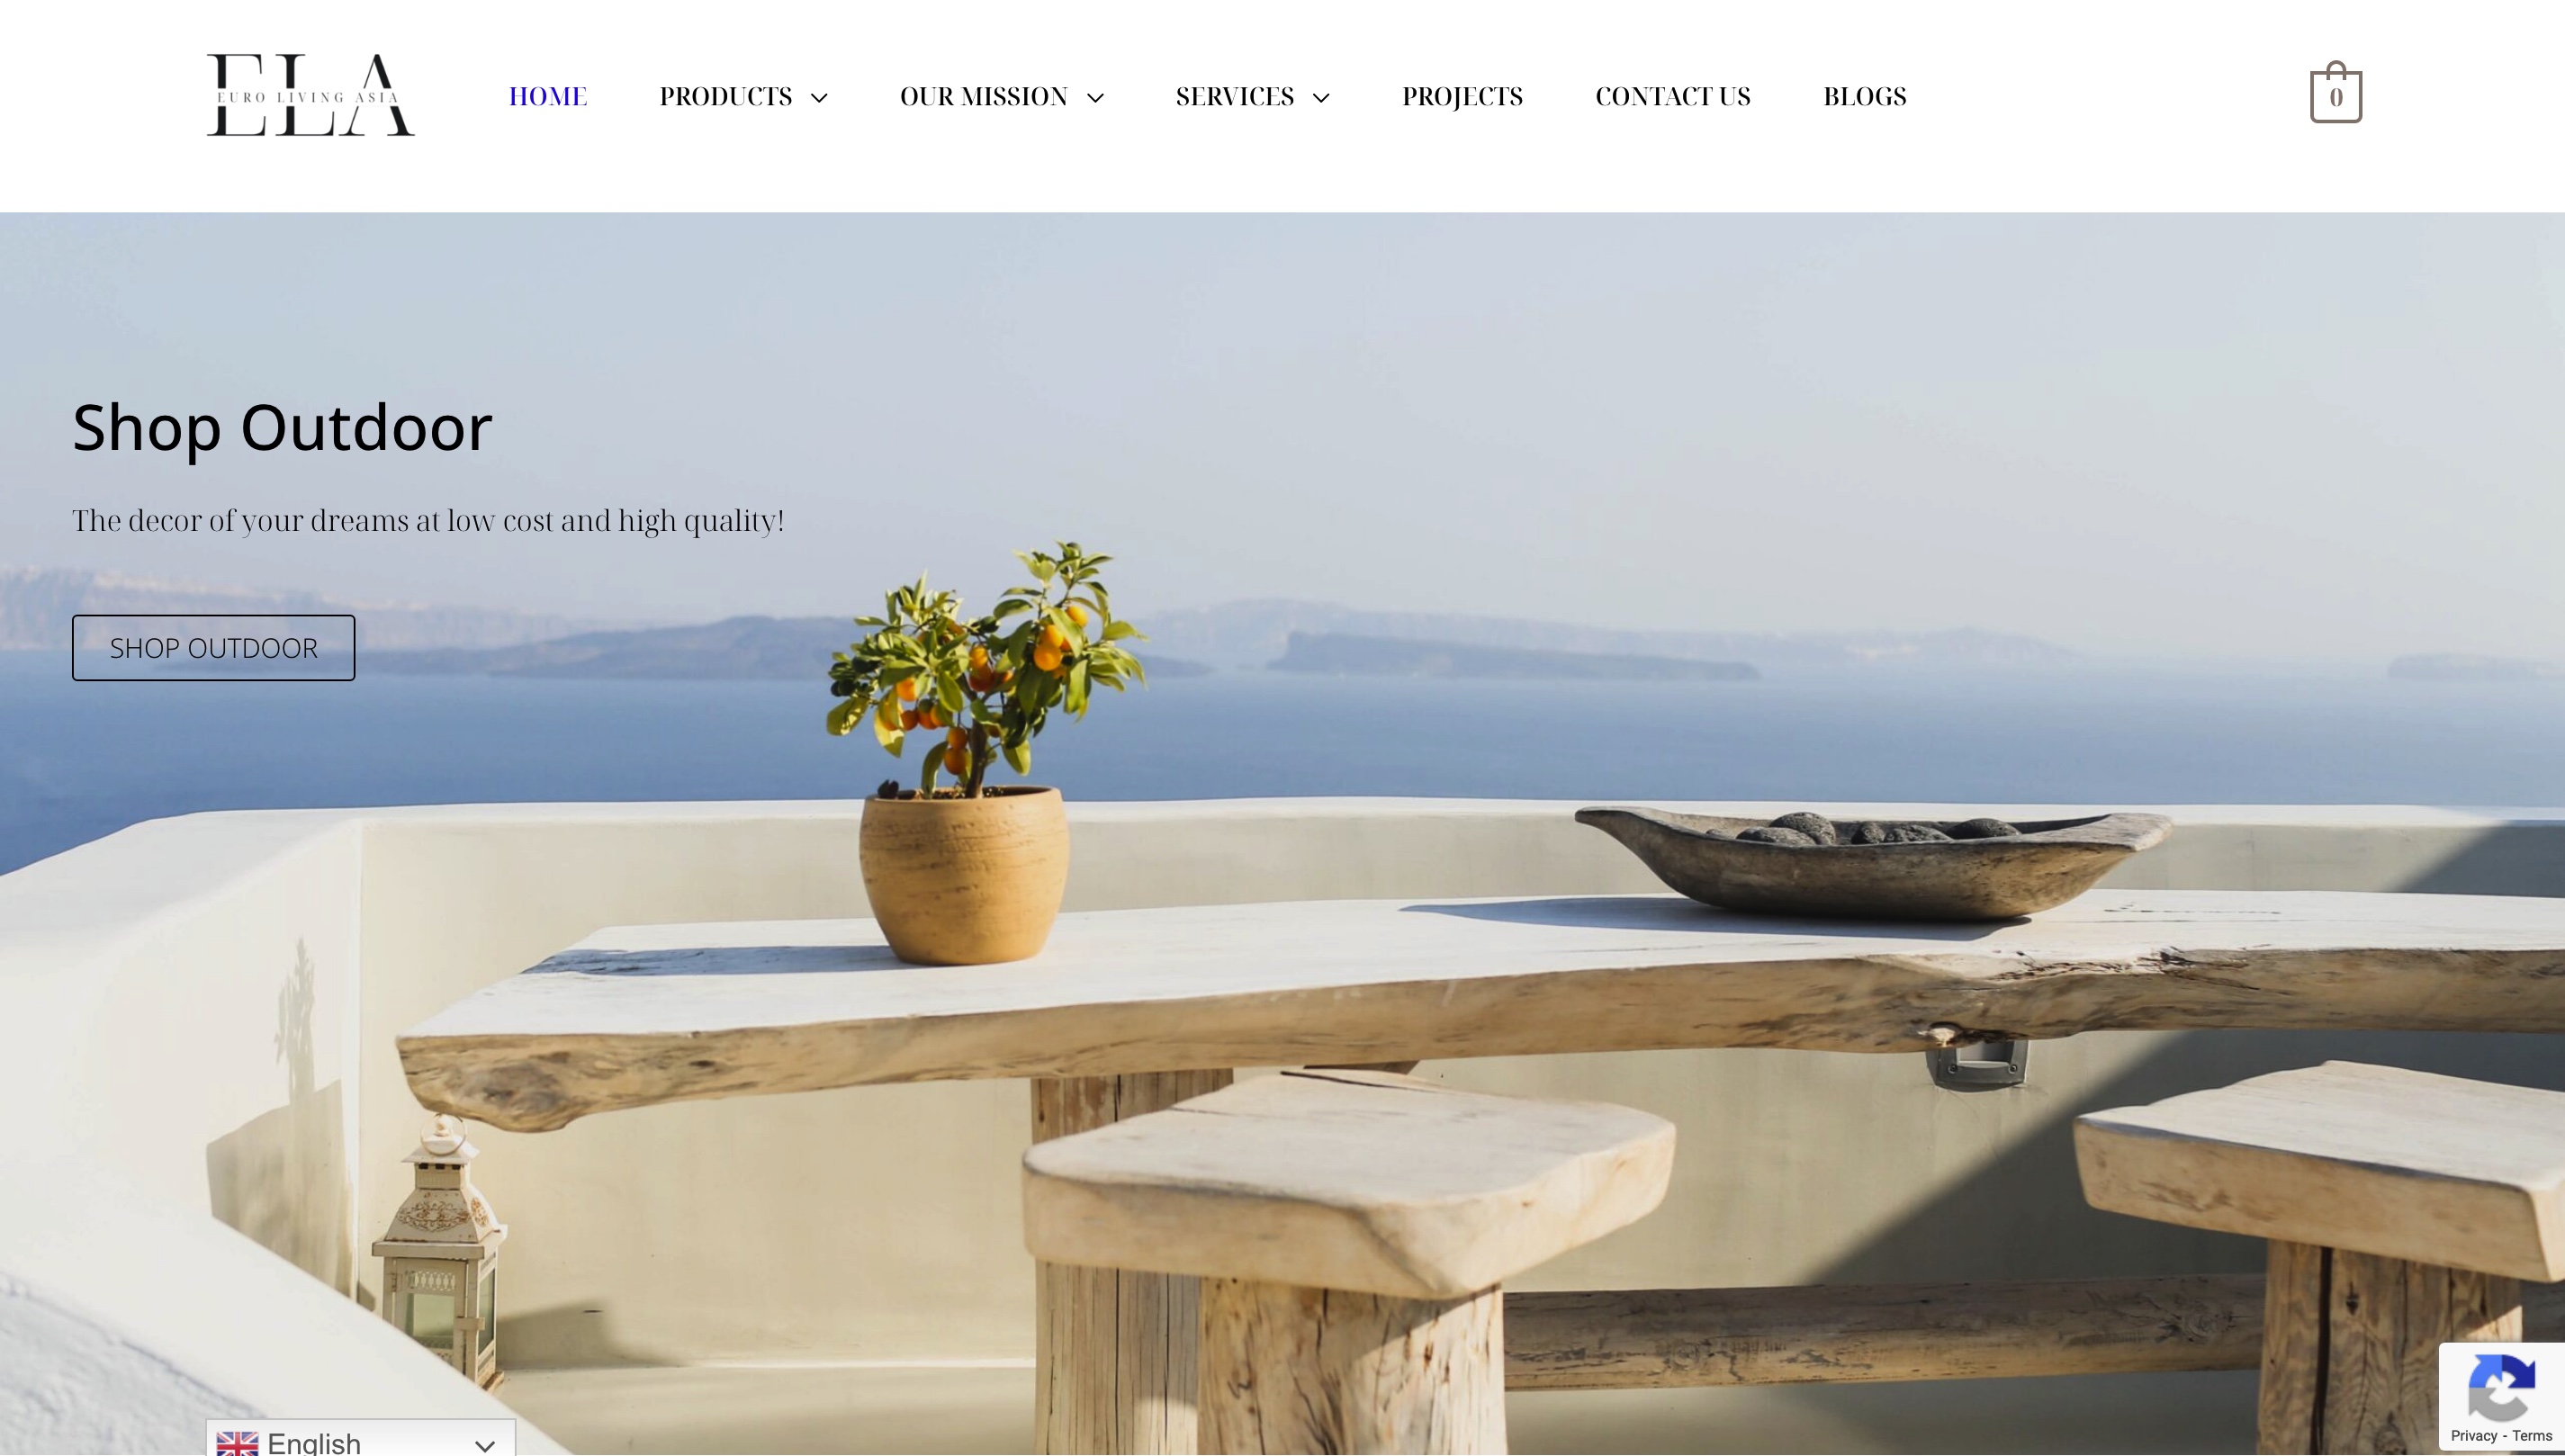 ELA
EURO LIVING ASIA
HOME PRODUCTS OUR MISSION SERVICES PROJECTS CONTACT US BLOGS
0
Shop Outdoor
The decor of your dreams at low cost and high quality!
SHOP OUTDOOR
English
Privacy - Terms